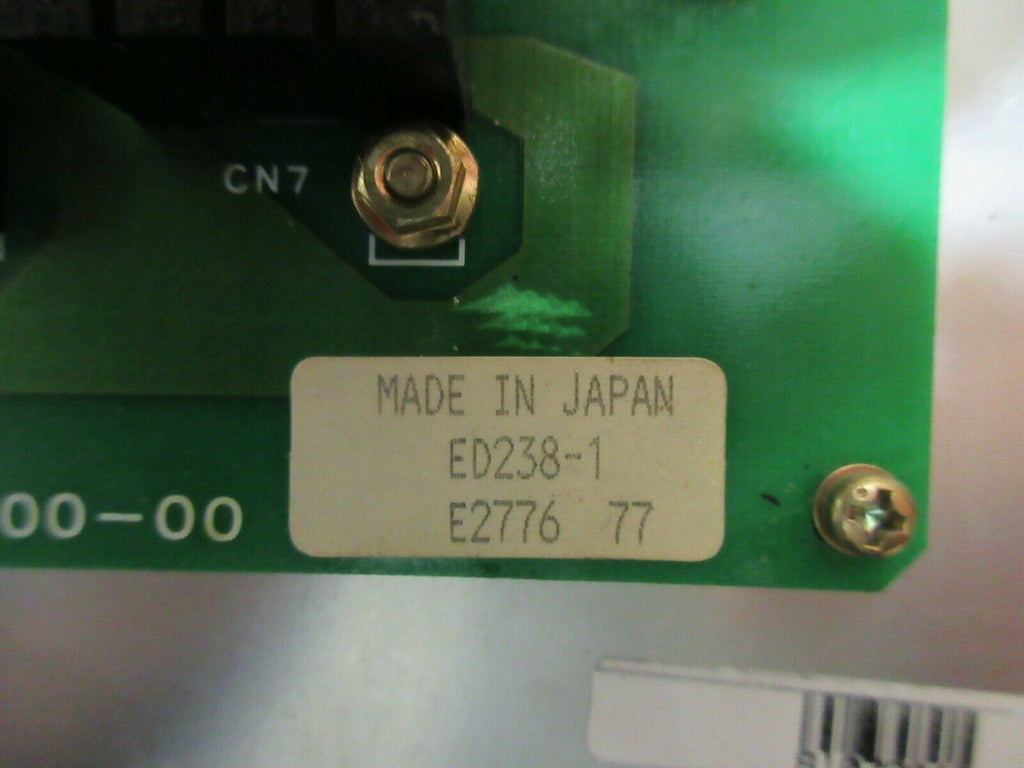 CN7
MADE IN JAPAN
ED238-1
E2776 77
00-00